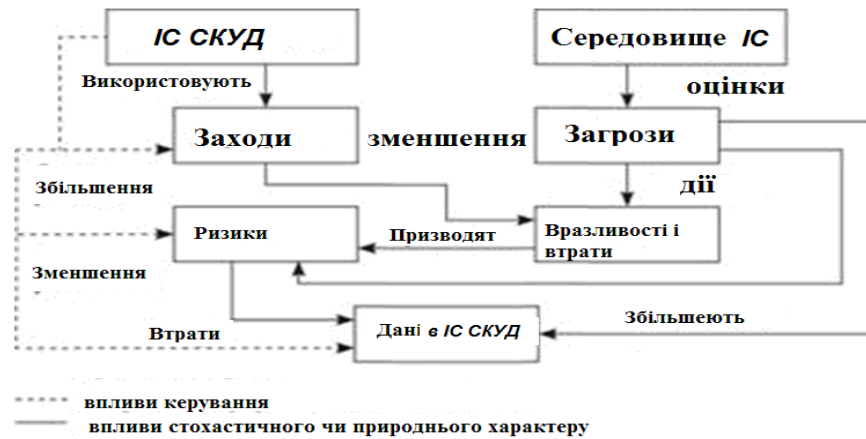 ІС СКУД
Середовище ІС
Використовують
оцінки
Заходи
зменшення
Загрози
Збільшення
дії
Ризики
Призводят
Вразливості і
втрати
Зменшення
Втрати
Дані в ІС СКУД
Збільшеють
впливи керування
впливи стохастичного чи природнього характеру